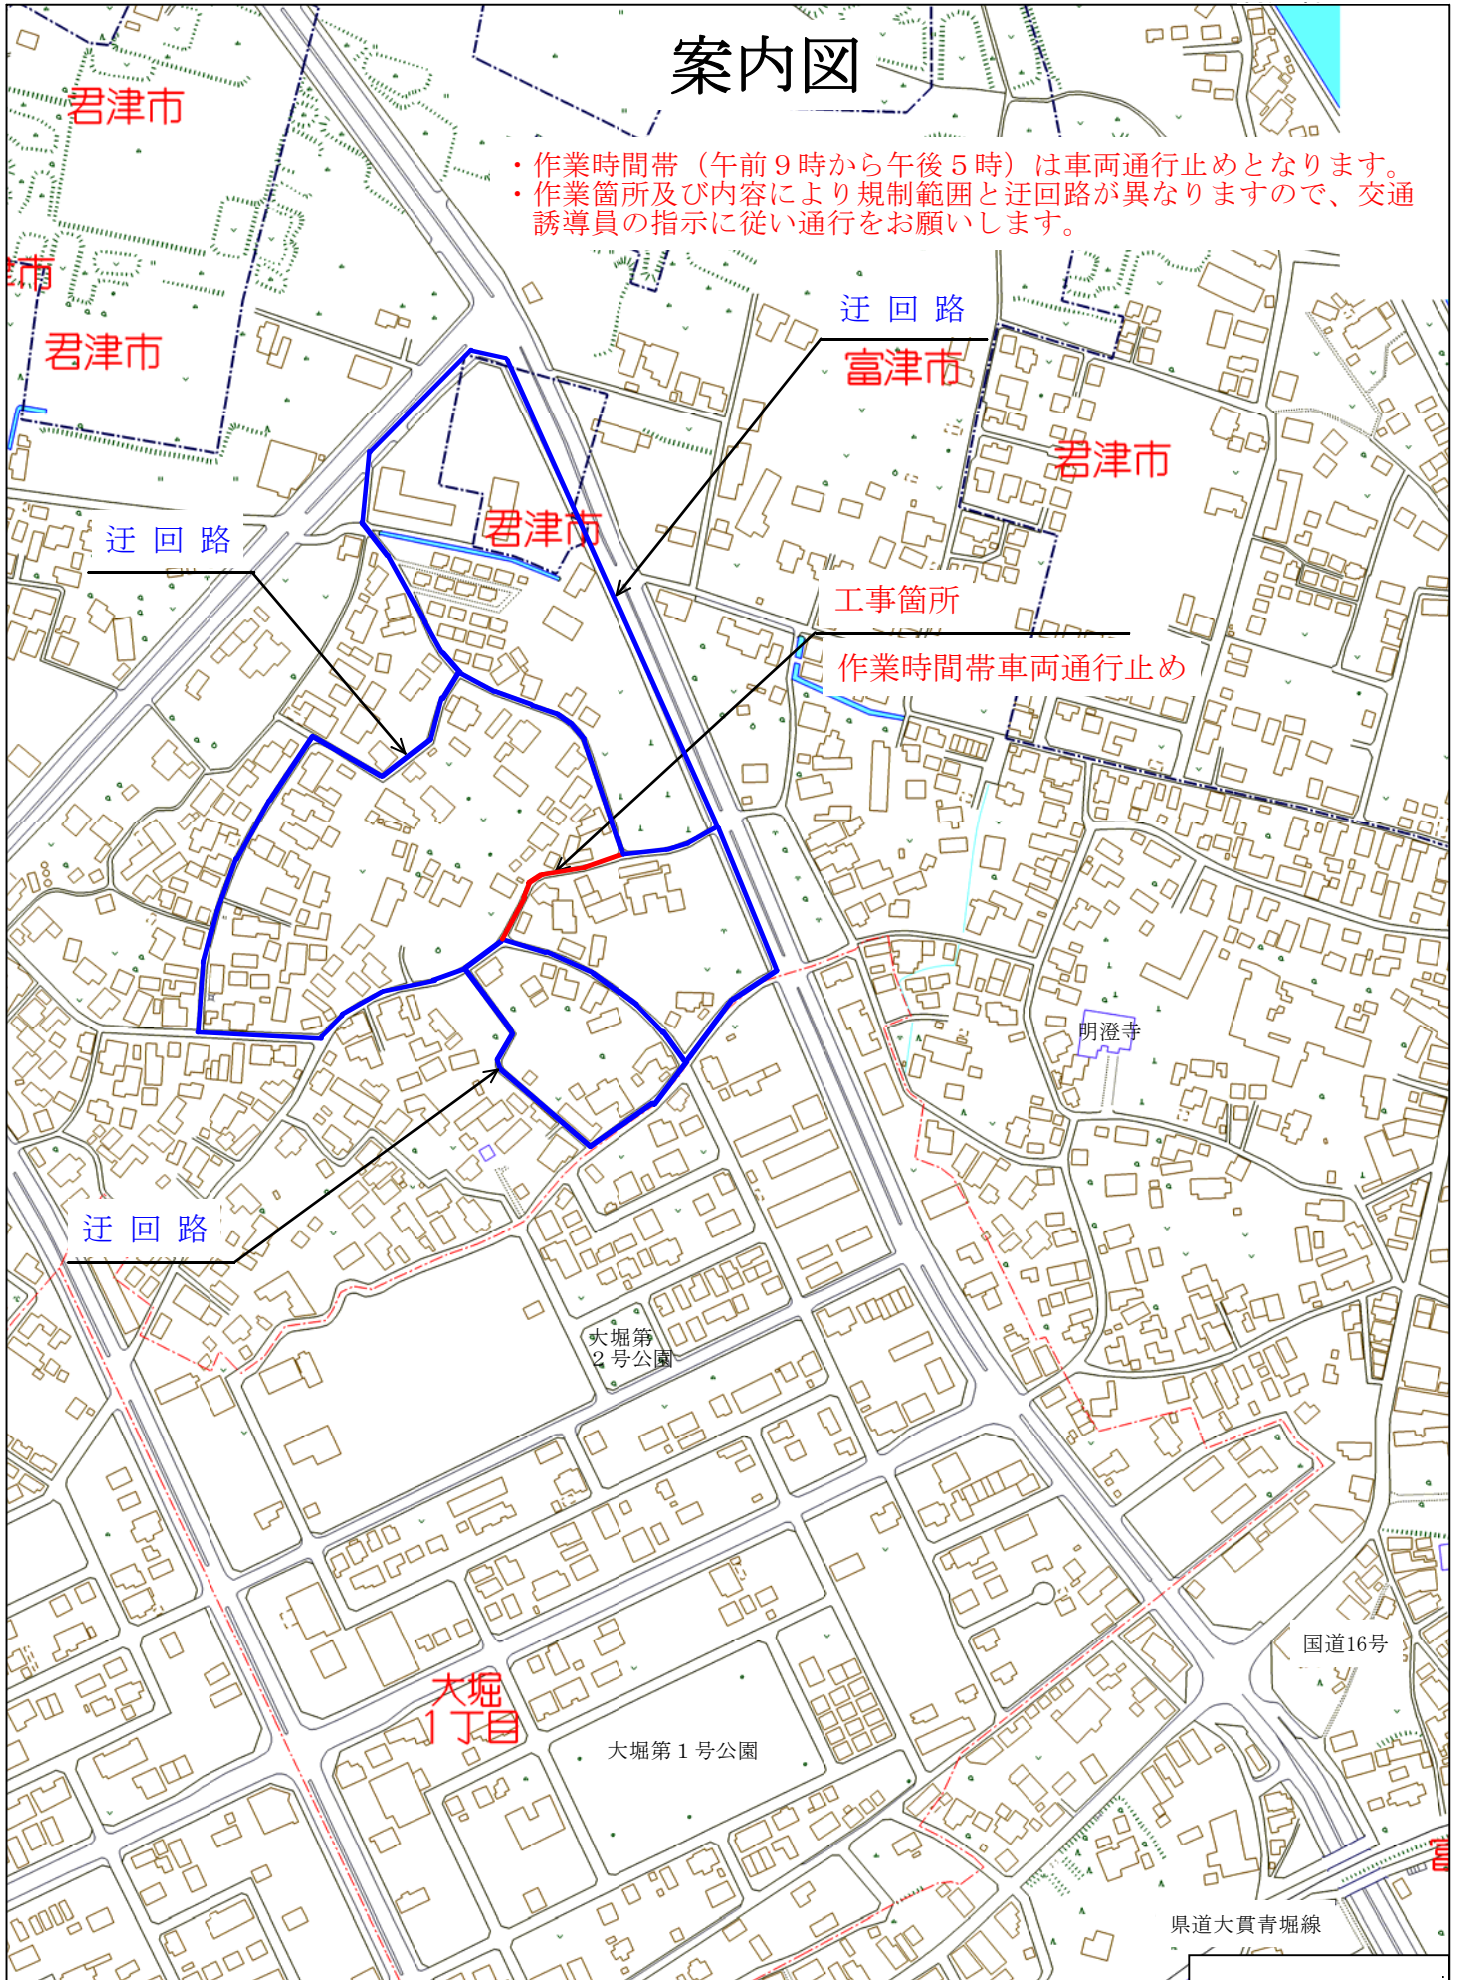 案内図
君津市
・作業時間帯（午前９時から午後５時）は車両通行止めとなります。
・作業箇所及び内容により規制範囲と迂回路が異なりますので、交通
誘導員の指示に従い通行をお願いします。
市
迂 回 路
君津市
富津市
君津市
君津市
迂 回 路
工事箇所
作業時間帯車両通行止め
明澄寺
迂 回 路
大堀第
２号公園
国道16号
大堀
1丁目
大堀第１号公園
県道大貫青堀線